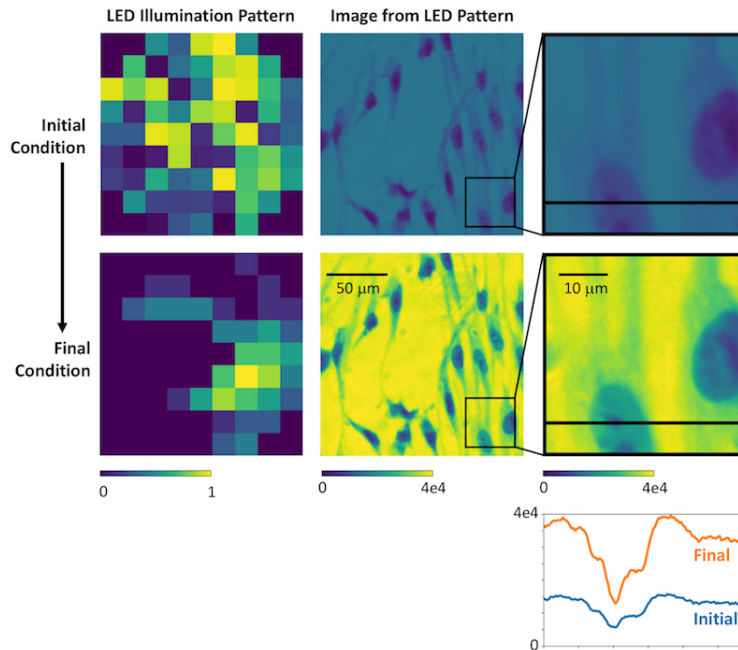 LED Illumination Pattern
Image from LED Pattern
Initial
Condition
Final
Condition
50 μm
10 μm
0
1
0
4e4
0
4e4
4e4
Final
Initial
0